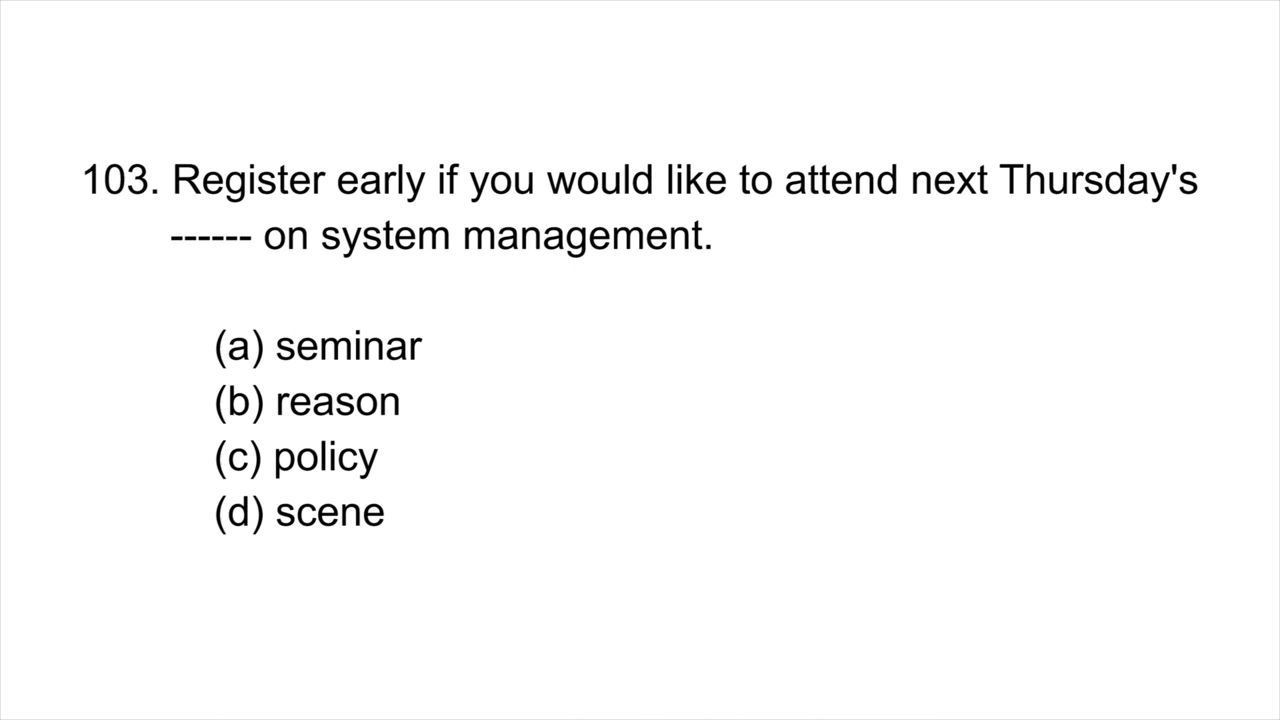 103. Register early if you would like to attend next Thursday's
------ on system management.
(a) seminar
(b) reason
(c) policy
(d) scene